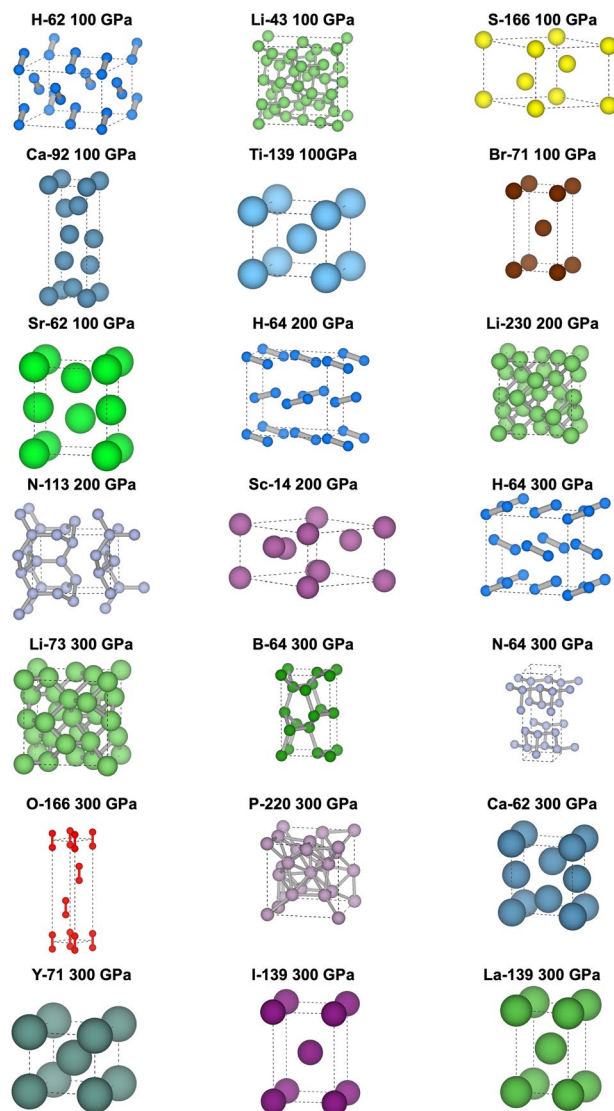 H-62 100 GPa
Li-43 100 GPa
S-166 100 GPa
Ca-92 100 GPa
Ti-139 100GPa
Br-71 100 GPa
Sr-62 100 GPa
H-64 200 GPa
Li-230 200 GPa
N-113 200 GPa
Sc-14 200 GPa
H-64 300 GPa
Li-73 300 GPa
B-64 300 GPa
N-64 300 GPa
O-166 300 GPa
P-220 300 GPa
Ca-62 300 GPa
Y-71 300 GPa
I-139 300 GPa
La-139 300 GPa